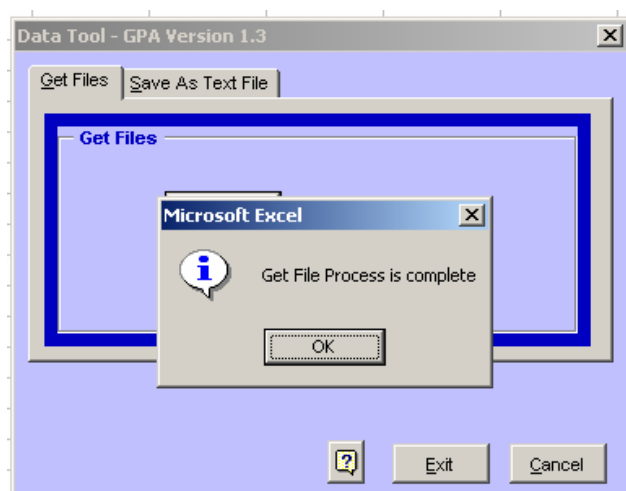 Data Tool - GPA Version 1.3
Get Files
Save As Text File
Get Files
Microsoft Excel
Get File Process is complete
OK
?
Exit
Cancel